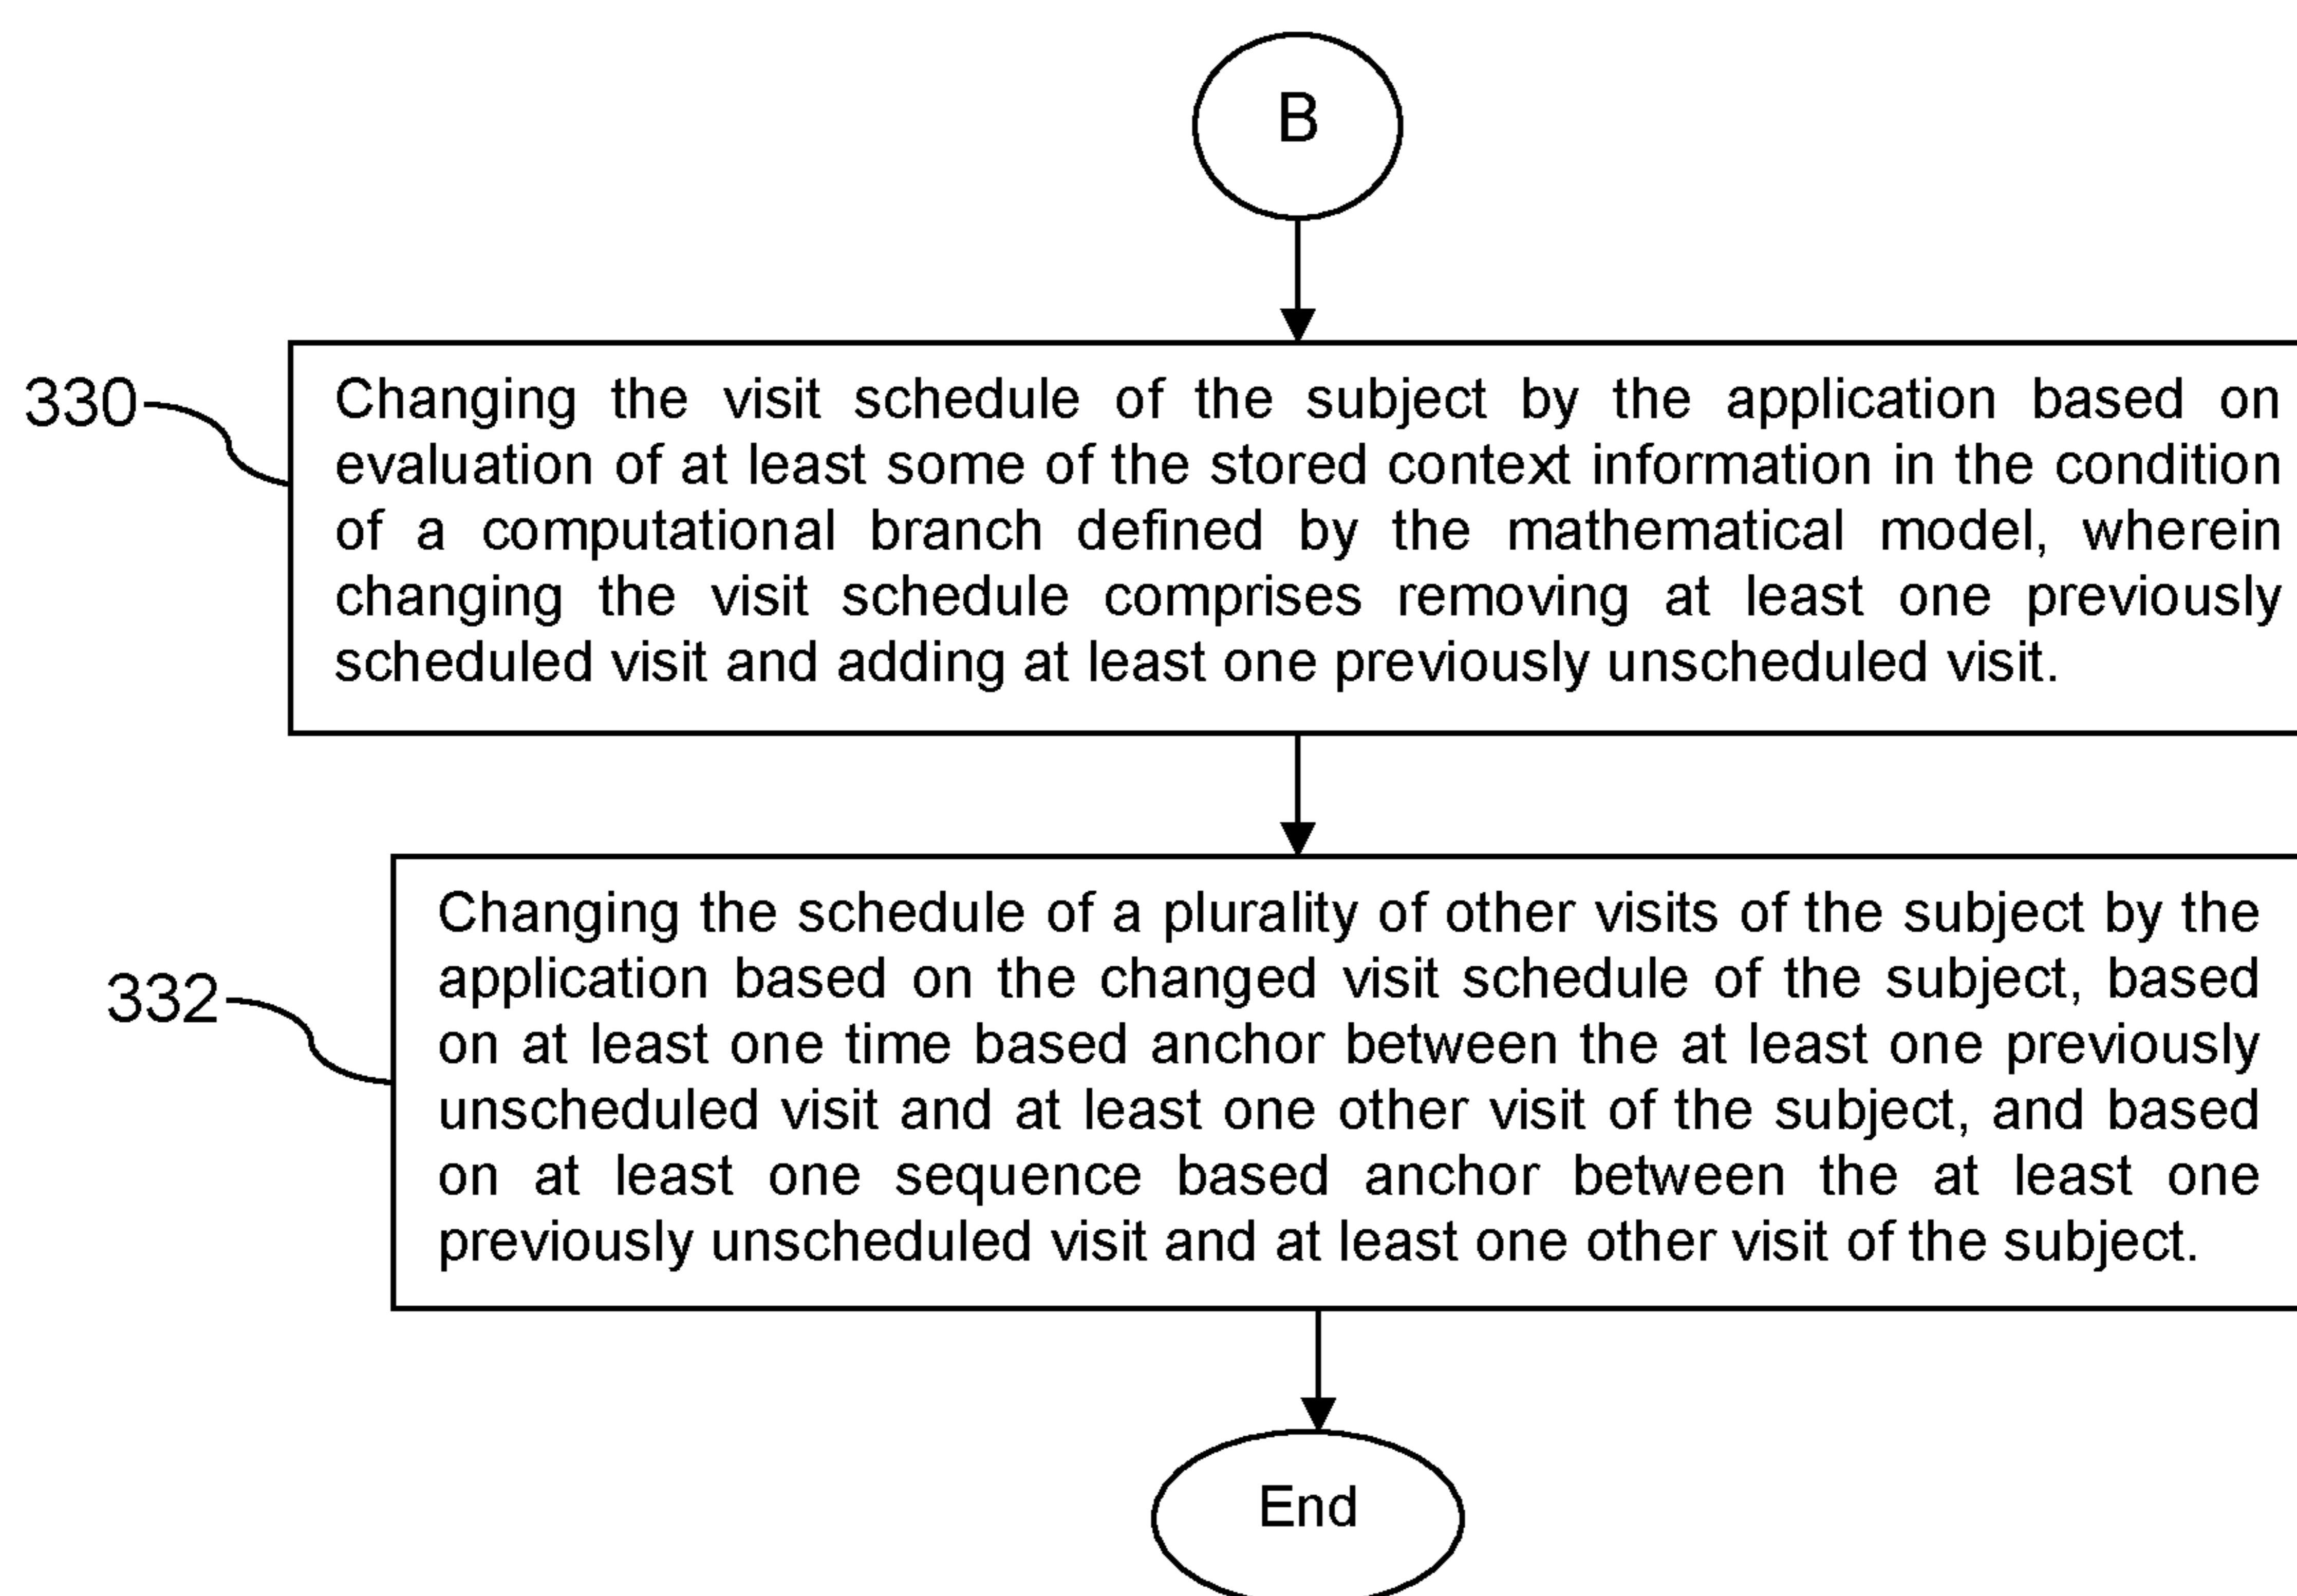 B
330
Changing the visit schedule of the subject by the application based on
evaluation of at least some of the stored context information in the condition
of a computational branch defined by the mathematical model, wherein
changing the visit schedule comprises removing at least one previously
scheduled visit and adding at least one previously unscheduled visit.
332
Changing the schedule of a plurality of other visits of the subject by the
application based on the changed visit schedule of the subject, based
on at least one time based anchor between the at least one previously
unscheduled visit and at least one other visit of the subject, and based
on at least one sequence based anchor between the at least one
previously unscheduled visit and at least one other visit of the subject.
End